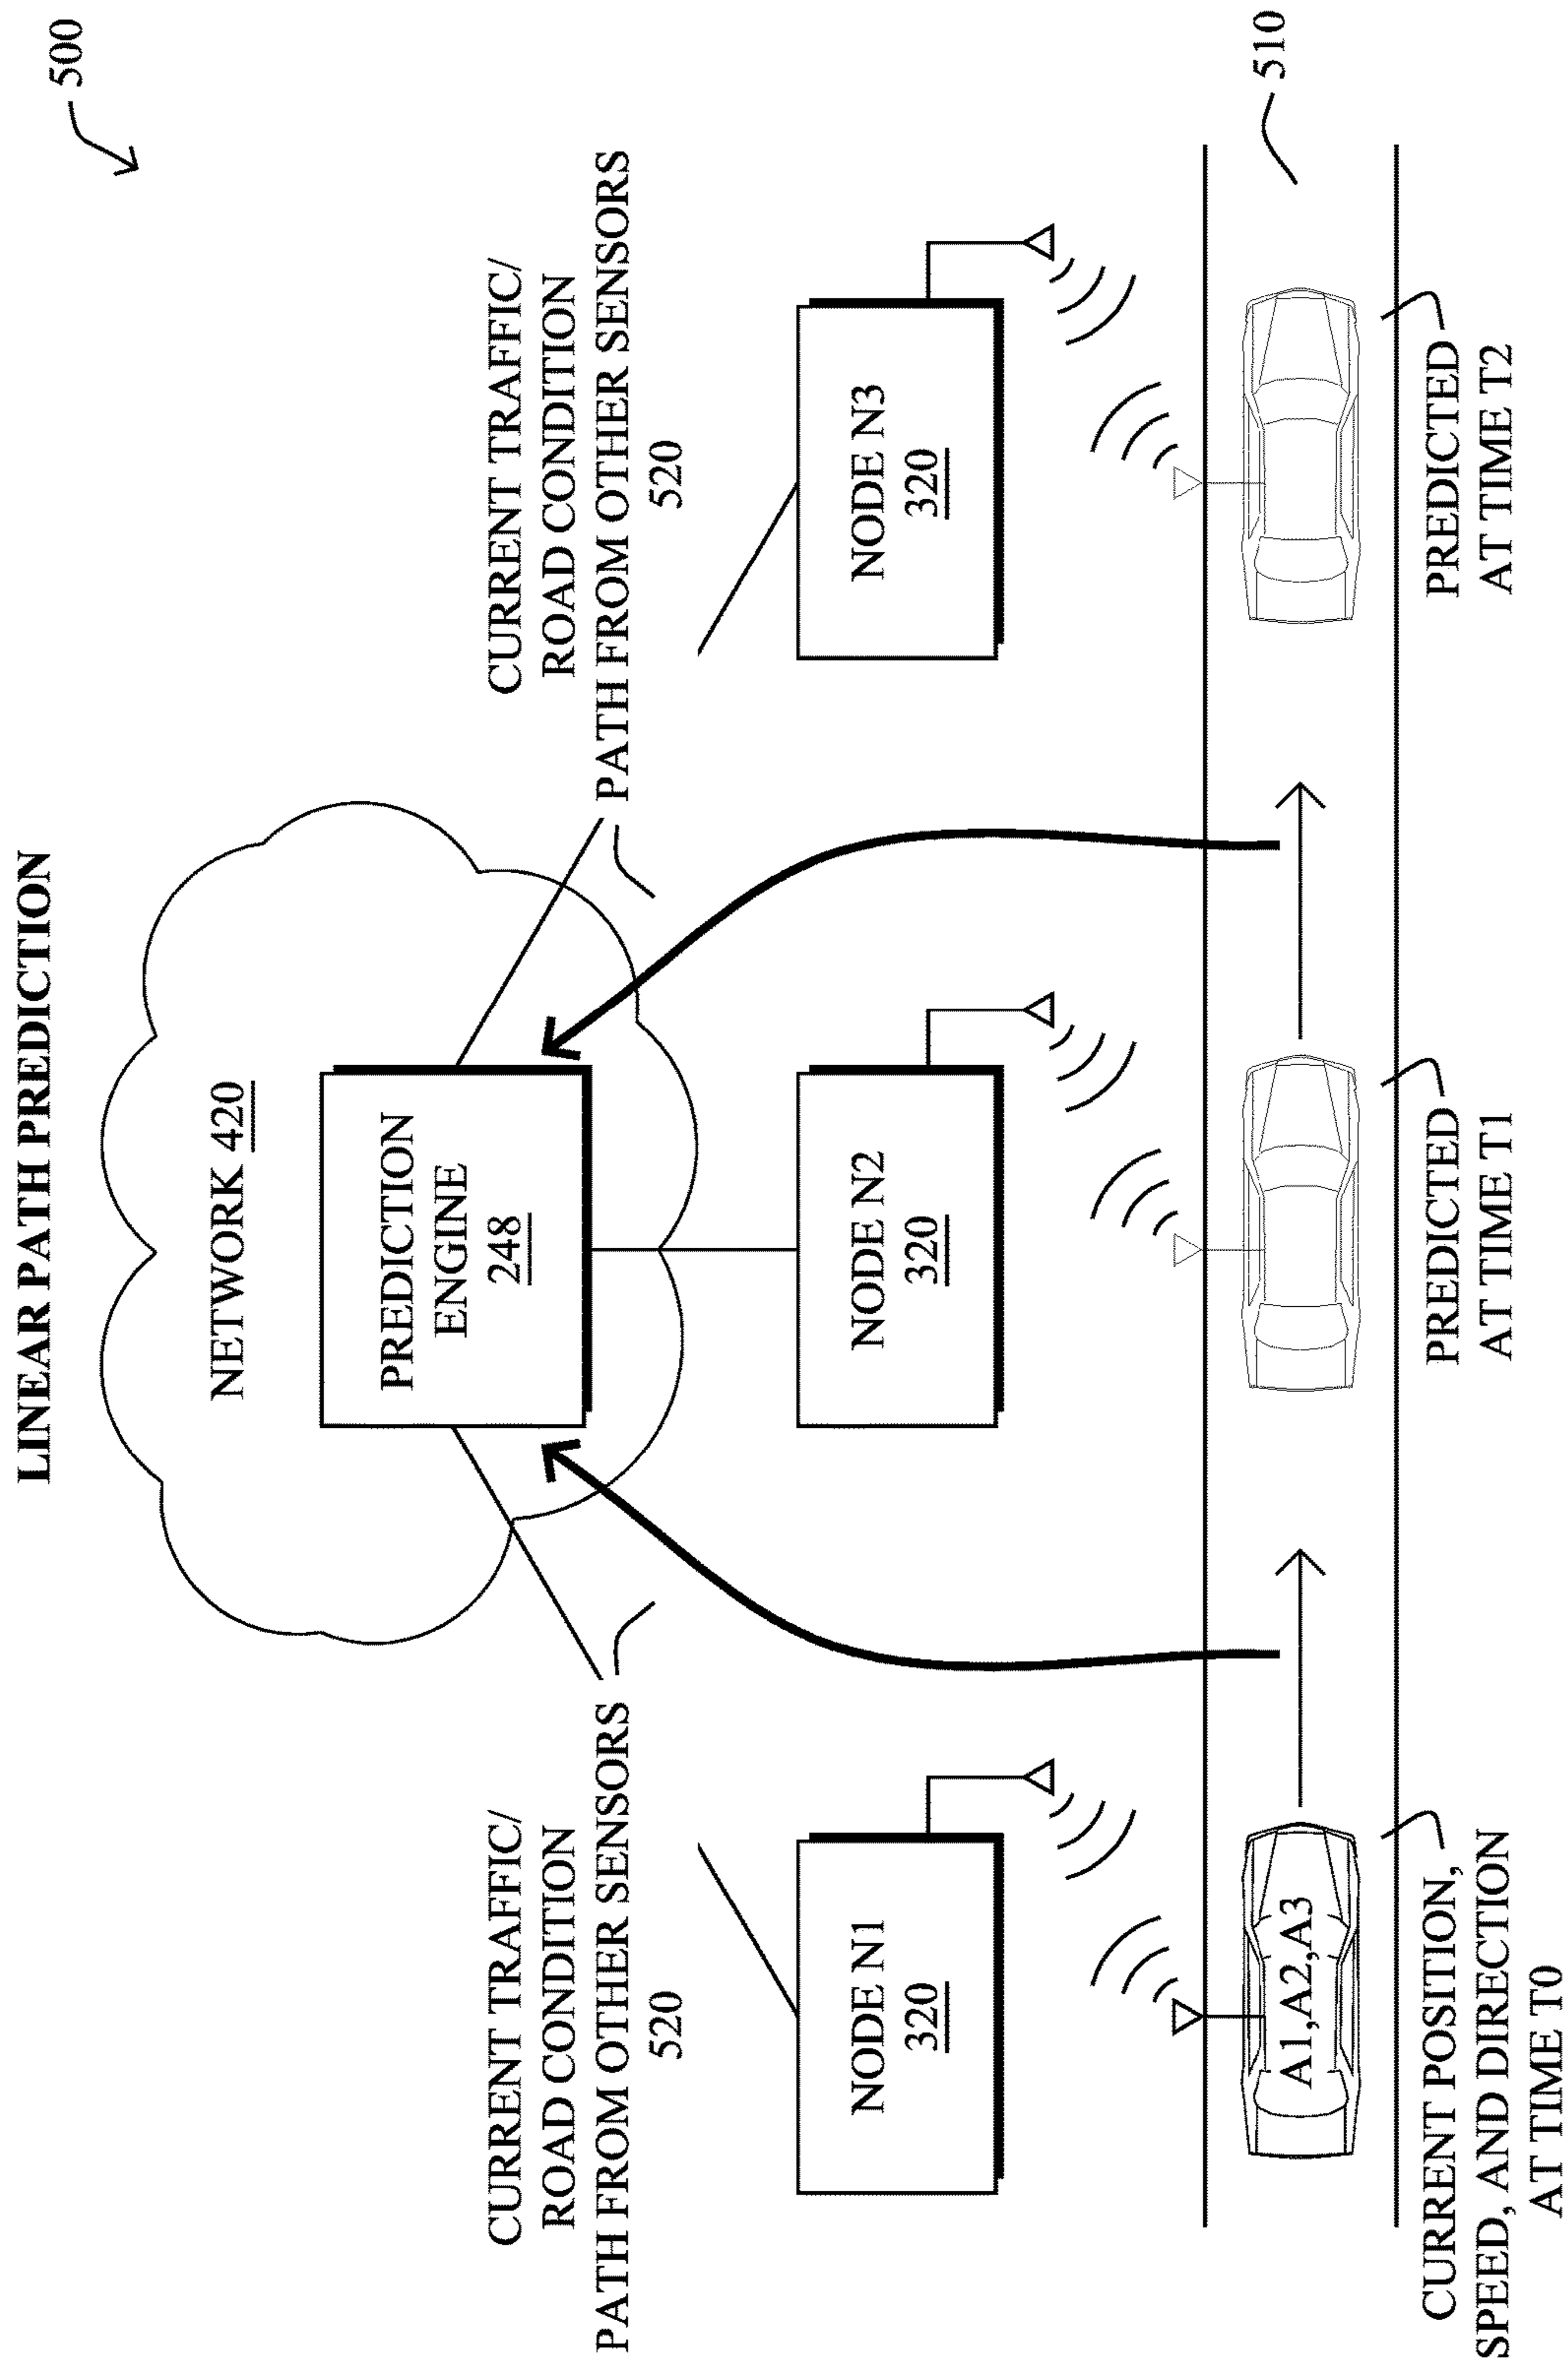 LINEAR PATH PREDICTION
500
NETWORK 420
PREDICTION
ENGINE
248
CURRENT TRAFFIC/
ROAD CONDITION
PATH FROM OTHER SENSORS
520
CURRENT TRAFFIC/
ROAD CONDITION
PATH FROM OTHER SENSORS
520
NODE N1
320
NODE N2
320
NODE N3
320
A1,A2,A3
510
CURRENT POSITION,
SPEED, AND DIRECTION
AT TIME T0
PREDICTED
AT TIME T1
PREDICTED
AT TIME T2